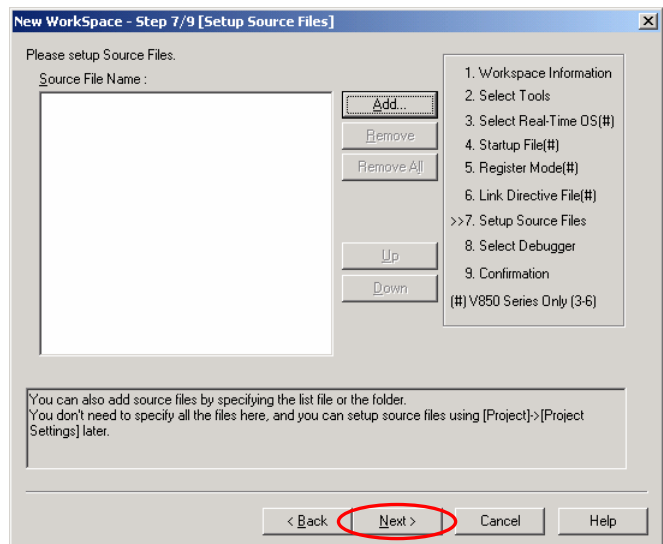 New WorkSpace - Step 7/9 [Setup Source Files]
Please setup Source Files.
Source File Name :
Add...
Remove
Remove All
Up
Down
1. Workspace Information
2. Select Tools
3. Select Real-Time OS(#)
4. Startup File(#)
5. Register Mode(#)
6. Link Directive File(#)
>>7. Setup Source Files
8. Select Debugger
9. Confirmation
(#) V850 Series Only (3-6)
You can also add source files by specifying the list file or the folder.
You don't need to specify all the files here, and you can setup source files using [Project]->[Project
Settings] later.
< Back
Next >
Cancel
Help